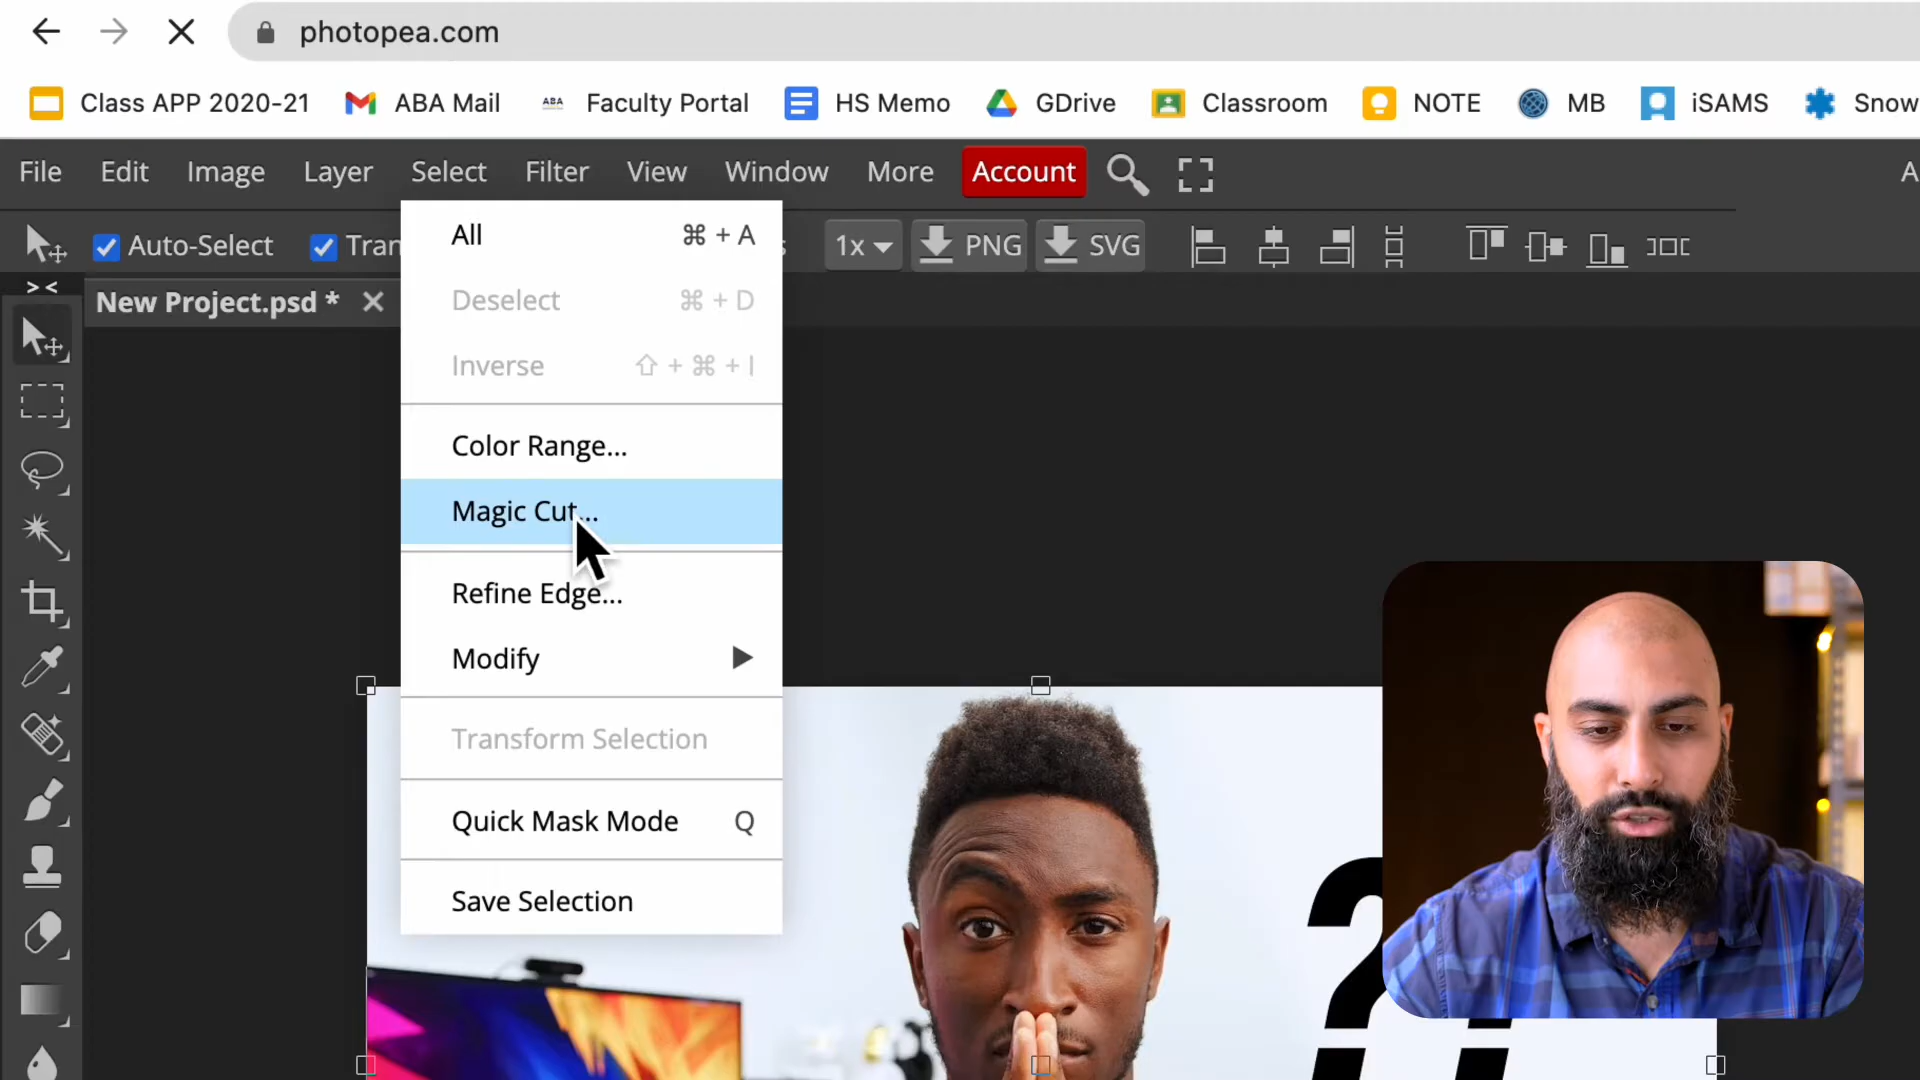 photopea.com
Class APP 2020-21 ABA Mail ABA Faculty Portal HS Memo GDrive Classroom NOTE MB iSAMS Snow
File Edit Image Layer Select Filter View Window More Account A
Auto-Select Tran s 1x PNG SVG
> <
New Project.psd *
All ⌘ + A
Deselect ⌘ + D
Inverse ⇧ + ⌘ + I
Color Range...
Magic Cut...
Refine Edge...
Modify
Transform Selection
Quick Mask Mode Q
Save Selection